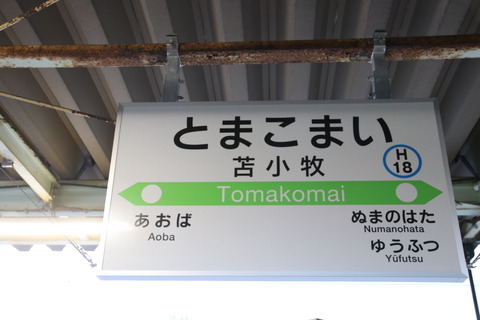 とまこまい
苫小牧
H
18
Tomakomai
あおば
Aoba
ぬまのはた
Numanohata
ゆうふつ
Yūfutsu